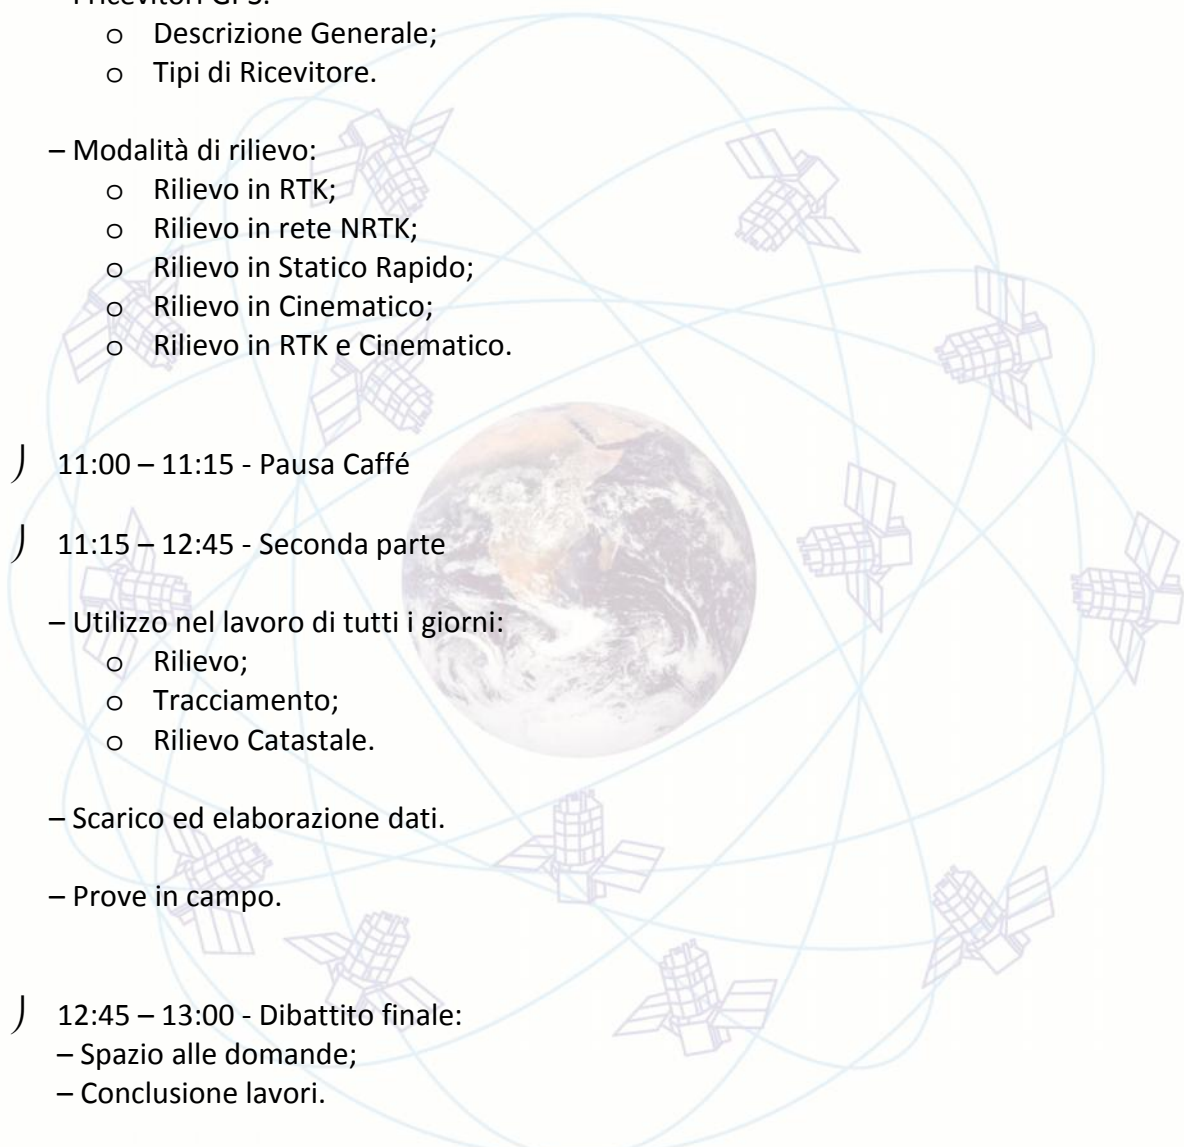 o Descrizione Generale;
o Tipi di Ricevitore.
– Modalità di rilievo:
o Rilievo in RTK;
o Rilievo in rete NRTK;
o Rilievo in Statico Rapido;
o Rilievo in Cinematico;
o Rilievo in RTK e Cinematico.
11:00 – 11:15 - Pausa Caffé
11:15 – 12:45 - Seconda parte
– Utilizzo nel lavoro di tutti i giorni:
o Rilievo;
o Tracciamento;
o Rilievo Catastale.
– Scarico ed elaborazione dati.
– Prove in campo.
12:45 – 13:00 - Dibattito finale:
– Spazio alle domande;
– Conclusione lavori.